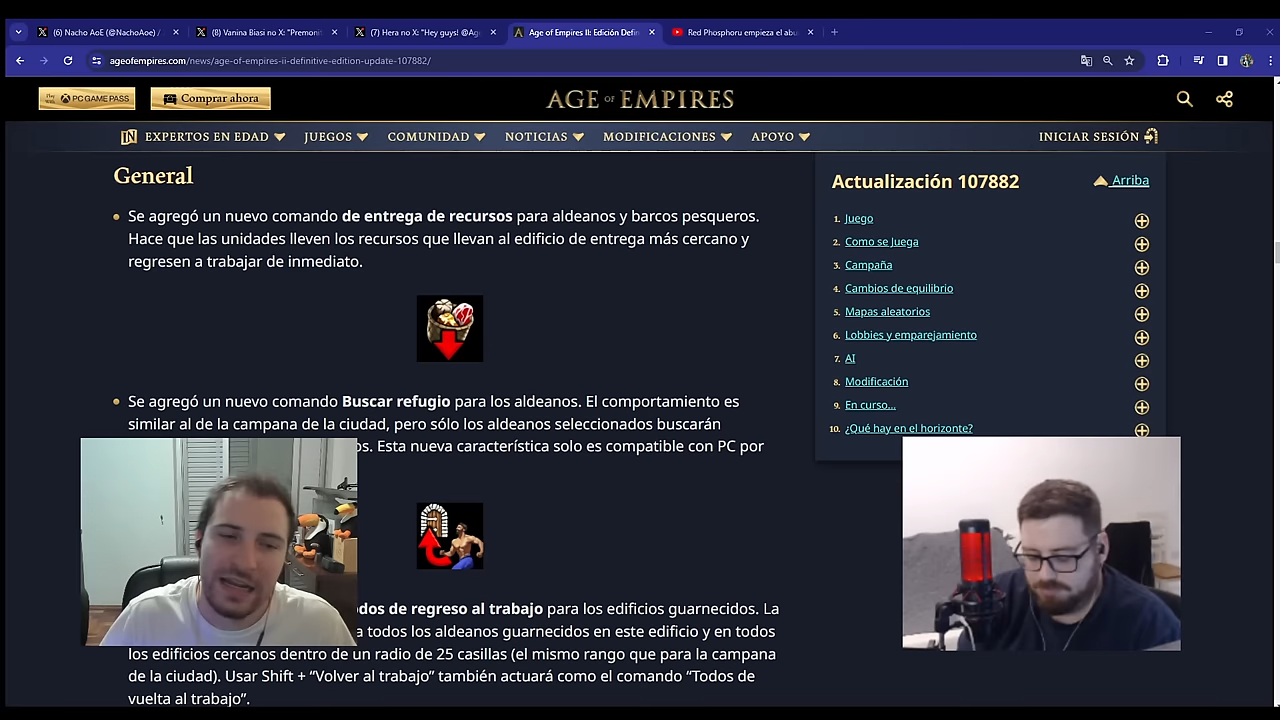 (6) Nacho AoE (@NachoAoe) /
(8) Vanina Biasi no X: "Premoni
(7) Hera no X: "Hey guys! @Ag
Age of Empires II: Edición Defin
Red Phosphoru empieza el abu
ageofempires.com/news/age-of-empires-ii-definitive-edition-update-107882/
PC GAME PASS
Comprar ahora
AGE OF EMPIRES
EXPERTOS EN EDAD
JUEGOS
COMUNIDAD
NOTICIAS
MODIFICACIONES
APOYO
INICIAR SESIÓN
General
Se agregó un nuevo comando de entrega de recursos para aldeanos y barcos pesqueros.
Hace que las unidades lleven los recursos que llevan al edificio de entrega más cercano y
regresen a trabajar de inmediato.
Se agregó un nuevo comando Buscar refugio para los aldeanos. El comportamiento es
similar al de la campana de la ciudad, pero sólo los aldeanos seleccionados buscarán
os. Esta nueva característica solo es compatible con PC por
odos de regreso al trabajo para los edificios guarnecidos. La
a todos los aldeanos guarnecidos en este edificio y en todos
los edificios cercanos dentro de un radio de 25 casillas (el mismo rango que para la campana
de la ciudad). Usar Shift + “Volver al trabajo” también actuará como el comando “Todos de
vuelta al trabajo”.
Actualización 107882
Arriba
1. Juego
2. Como se Juega
3. Campaña
4. Cambios de equilibrio
5. Mapas aleatorios
6. Lobbies y emparejamiento
7. AI
8. Modificación
9. En curso...
10. ¿Qué hay en el horizonte?